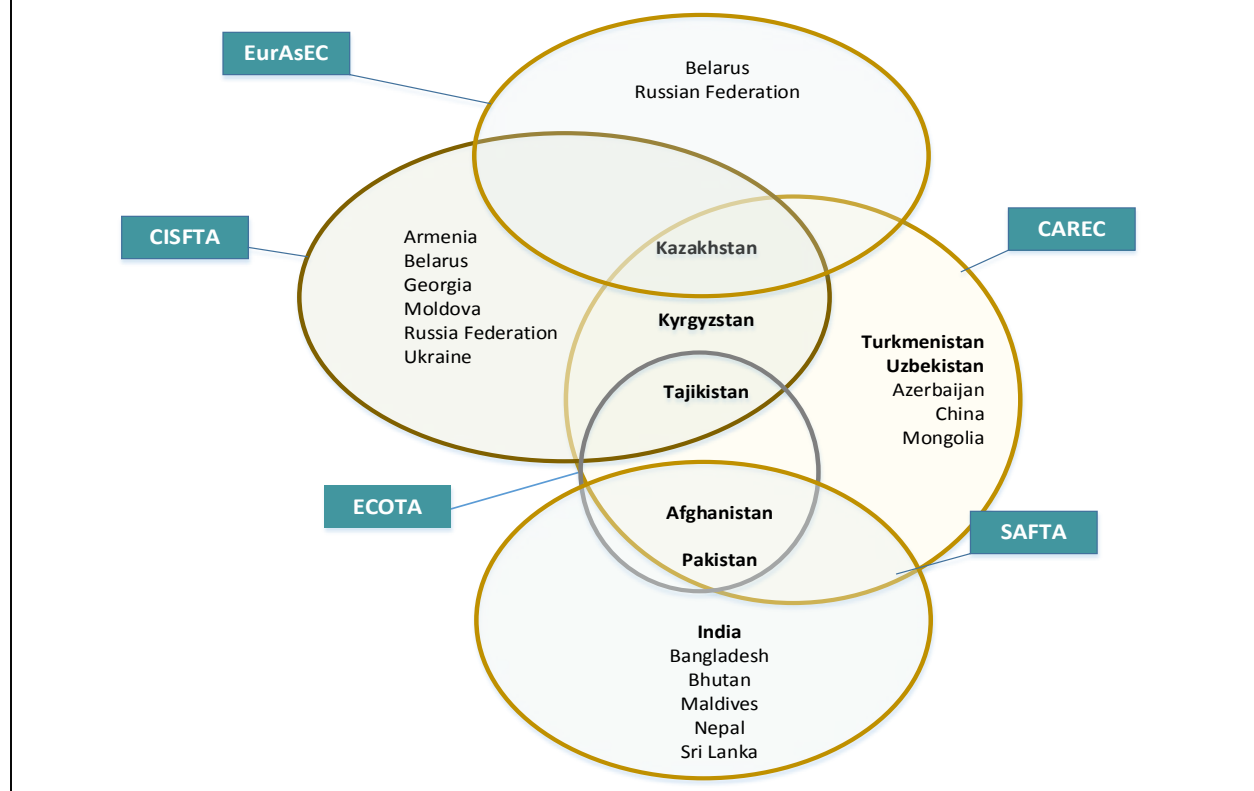 EurAsEC
Belarus
Russian Federation
CISFTA
CAREC
Armenia
Belarus
Georgia
Moldova
Russia Federation
Ukraine
Kazakhstan
Kyrgyzstan
Tajikistan
Turkmenistan
Uzbekistan
Azerbaijan
China
Mongolia
ECOTA
SAFTA
Afghanistan
Pakistan
India
Bangladesh
Bhutan
Maldives
Nepal
Sri Lanka